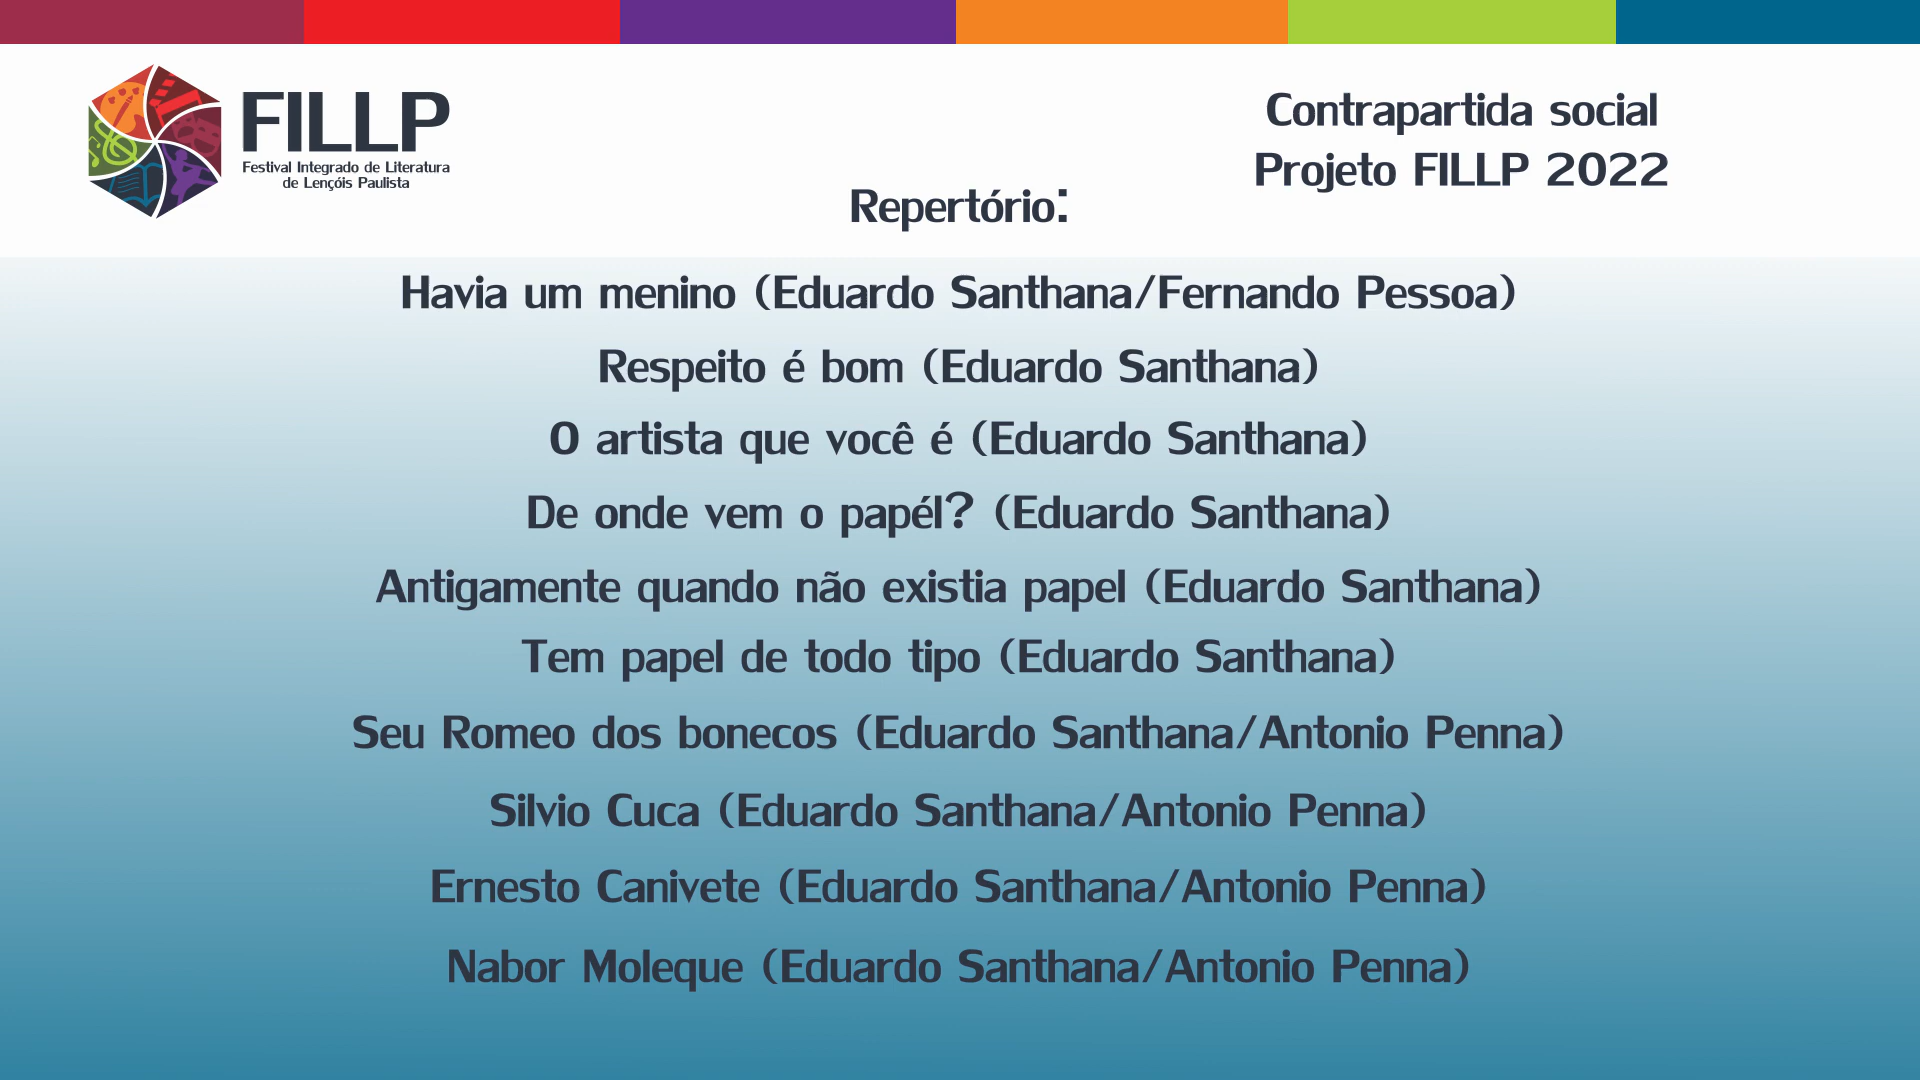 FILLP
Festival Integrado de Literatura
de Lençóis Paulista
Contrapartida social
Projeto FILLP 2022
Repertório:
Havia um menino (Eduardo Santhana/Fernando Pessoa)
Respeito é bom (Eduardo Santhana)
O artista que você é (Eduardo Santhana)
De onde vem o papél? (Eduardo Santhana)
Antigamente quando não existia papel (Eduardo Santhana)
Tem papel de todo tipo (Eduardo Santhana)
Seu Romeo dos bonecos (Eduardo Santhana/Antonio Penna)
Silvio Cuca (Eduardo Santhana/Antonio Penna)
Ernesto Canivete (Eduardo Santhana/Antonio Penna)
Nabor Moleque (Eduardo Santhana/Antonio Penna)